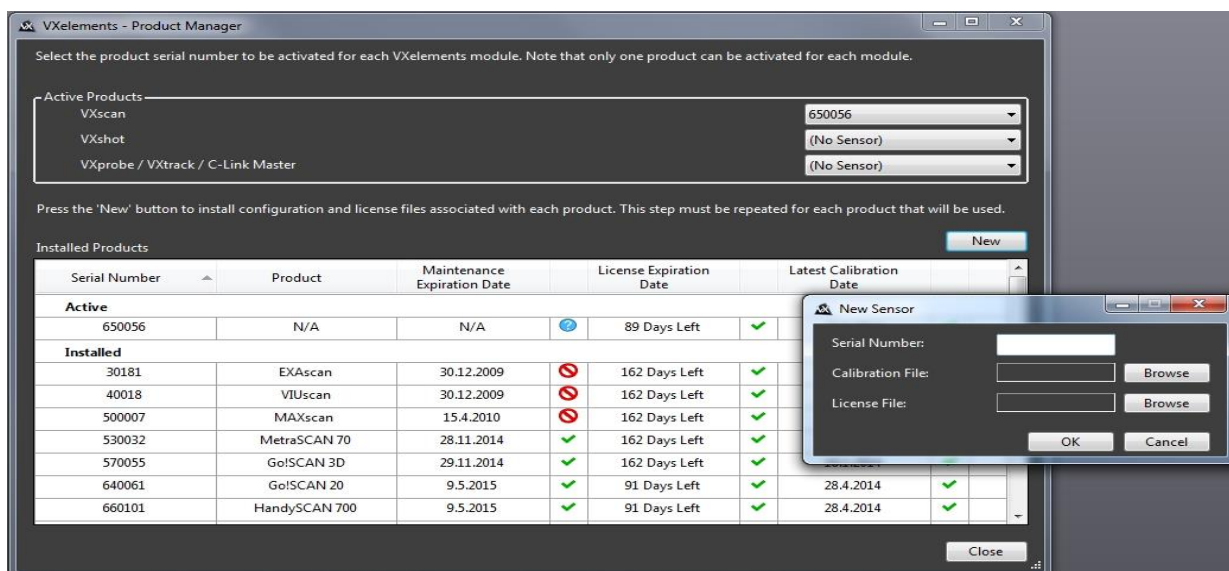 VXelements - Product Manager
Select the product serial number to be activated for each VXelements module. Note that only one product can be activated for each module.
Active Products
VXscan 650056
VXshot (No Sensor)
VXprobe / VXtrack / C-Link Master (No Sensor)
Press the 'New' button to install configuration and license files associated with each product. This step must be repeated for each product that will be used.
New
Installed Products
Serial Number Product Maintenance Expiration Date License Expiration Date Latest Calibration Date
Active
650056 N/A N/A 89 Days Left
Installed
30181 EXAscan 30.12.2009 162 Days Left
40018 VIUscan 30.12.2009 162 Days Left
500007 MAXscan 15.4.2010 162 Days Left
530032 MetraSCAN 70 28.11.2014 162 Days Left
570055 Go!SCAN 3D 29.11.2014 162 Days Left
640061 Go!SCAN 20 9.5.2015 91 Days Left 28.4.2014
660101 HandySCAN 700 9.5.2015 91 Days Left 28.4.2014
Close
New Sensor
Serial Number:
Calibration File: Browse
License File: Browse
OK Cancel